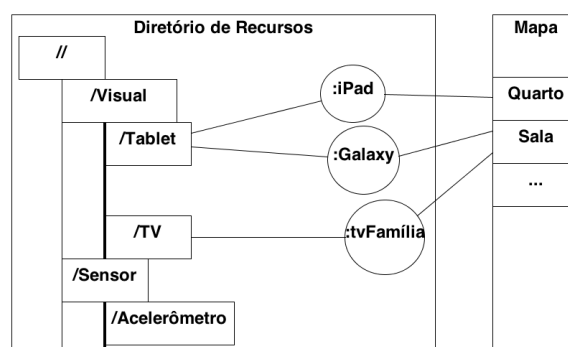 Diretório de Recursos
Mapa
//
/Visual
:iPad
Quarto
/Tablet
:Galaxy
Sala
...
/TV
:tvFamília
/Sensor
/Acelerômetro